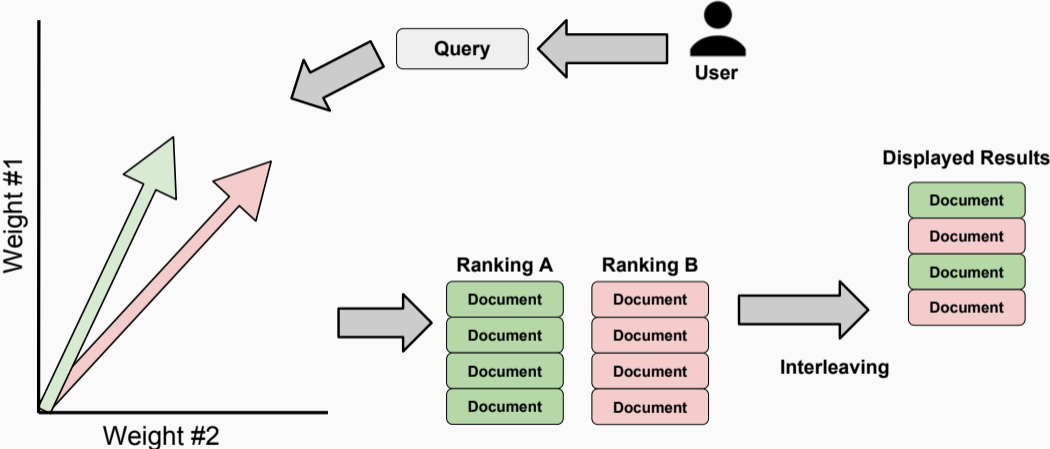 Query
User
Weight #1
Weight #2
Ranking A
Document
Document
Document
Document
Ranking B
Document
Document
Document
Document
Interleaving
Displayed Results
Document
Document
Document
Document